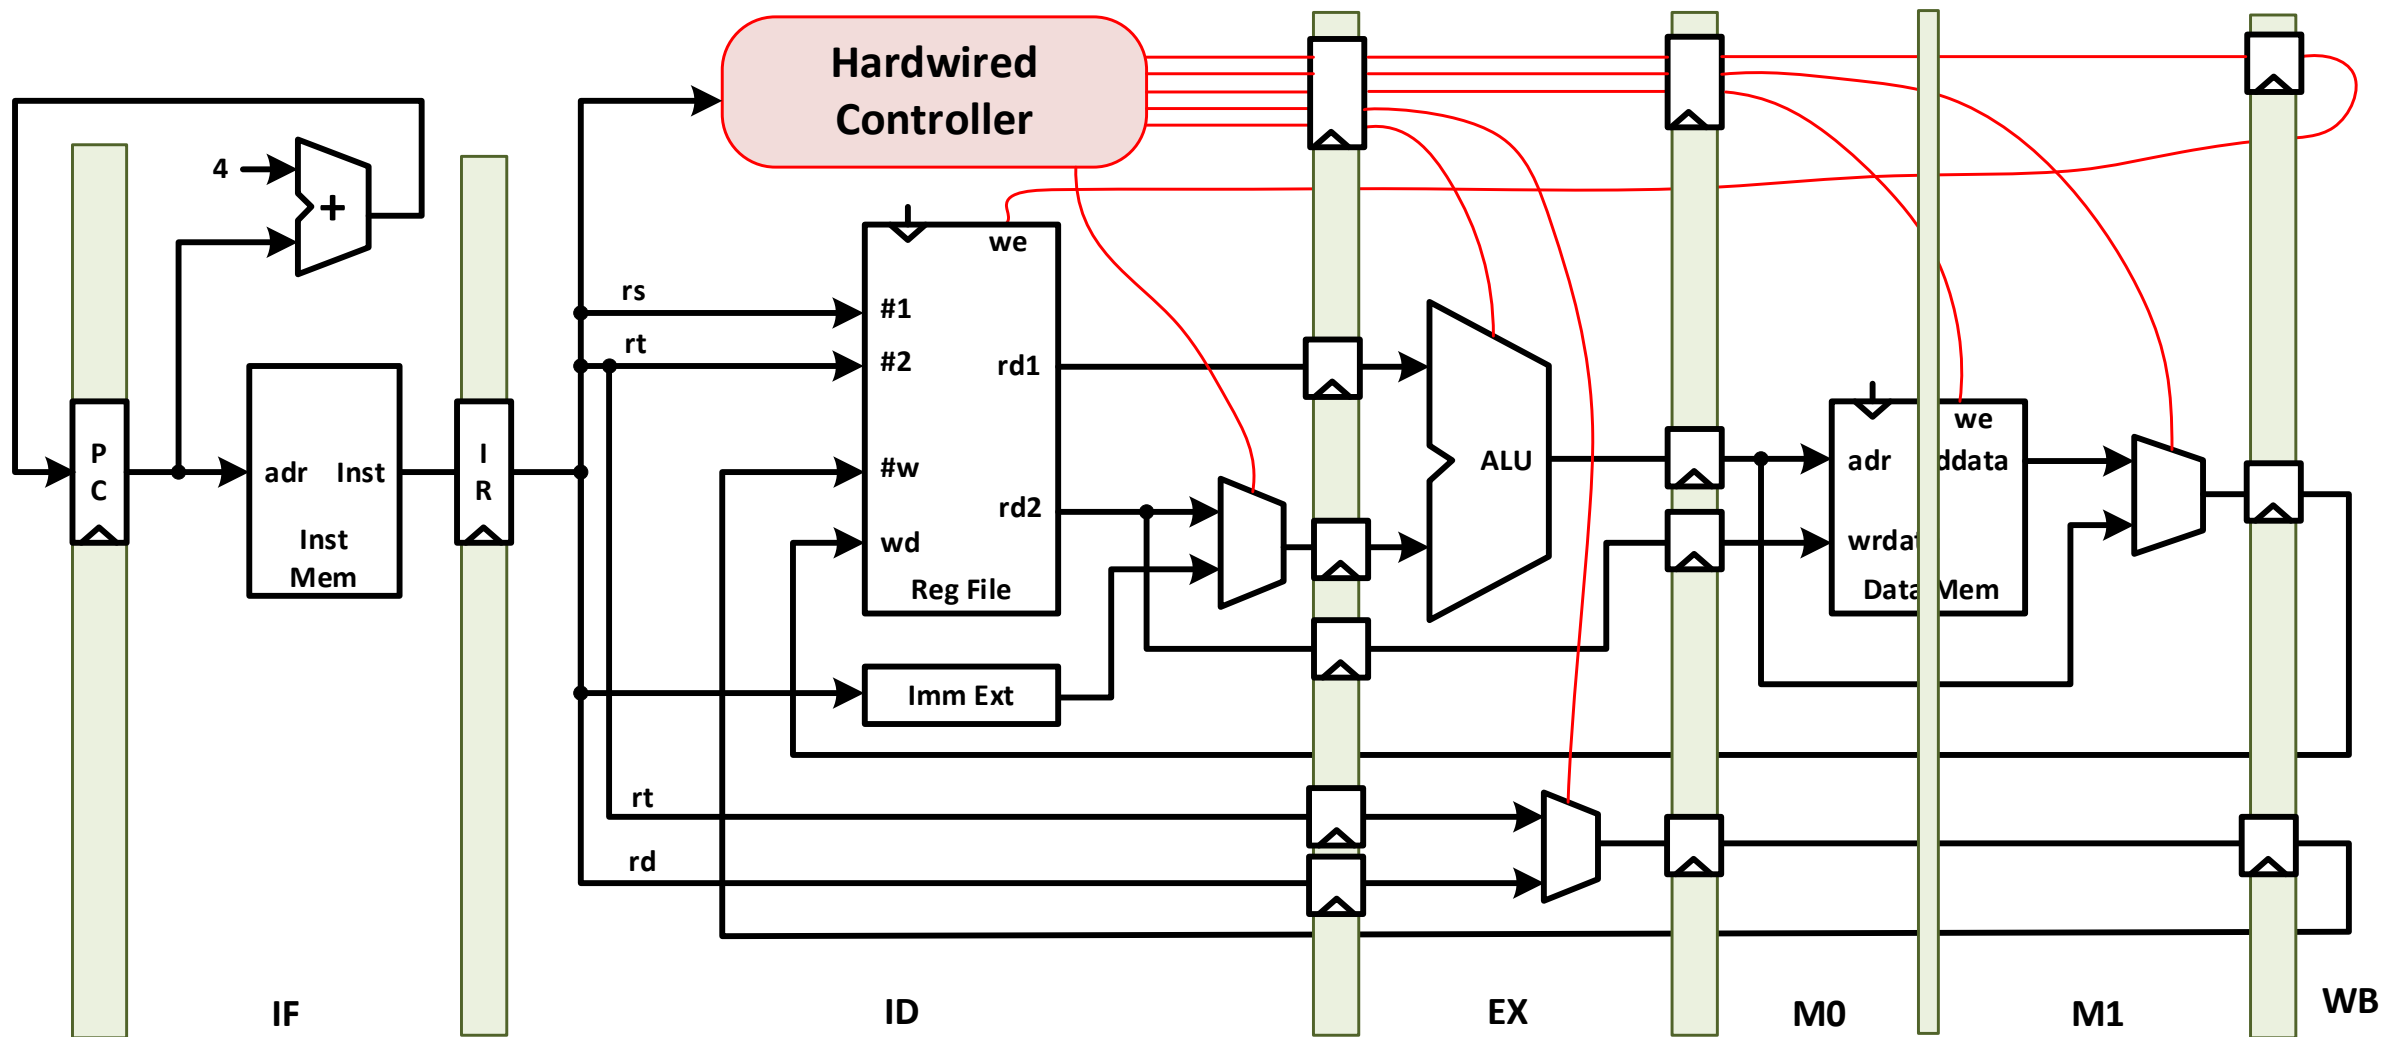 Hardwired
Controller
4
+
we
rs
#1
rt
#2
rd1
P
C
adr
Inst
I
R
#w
rd2
wd
Inst
Mem
Reg File
Imm Ext
ALU
we
adr
ddata
wrdat
Data Mem
rt
rd
IF
ID
EX
M0
M1
WB